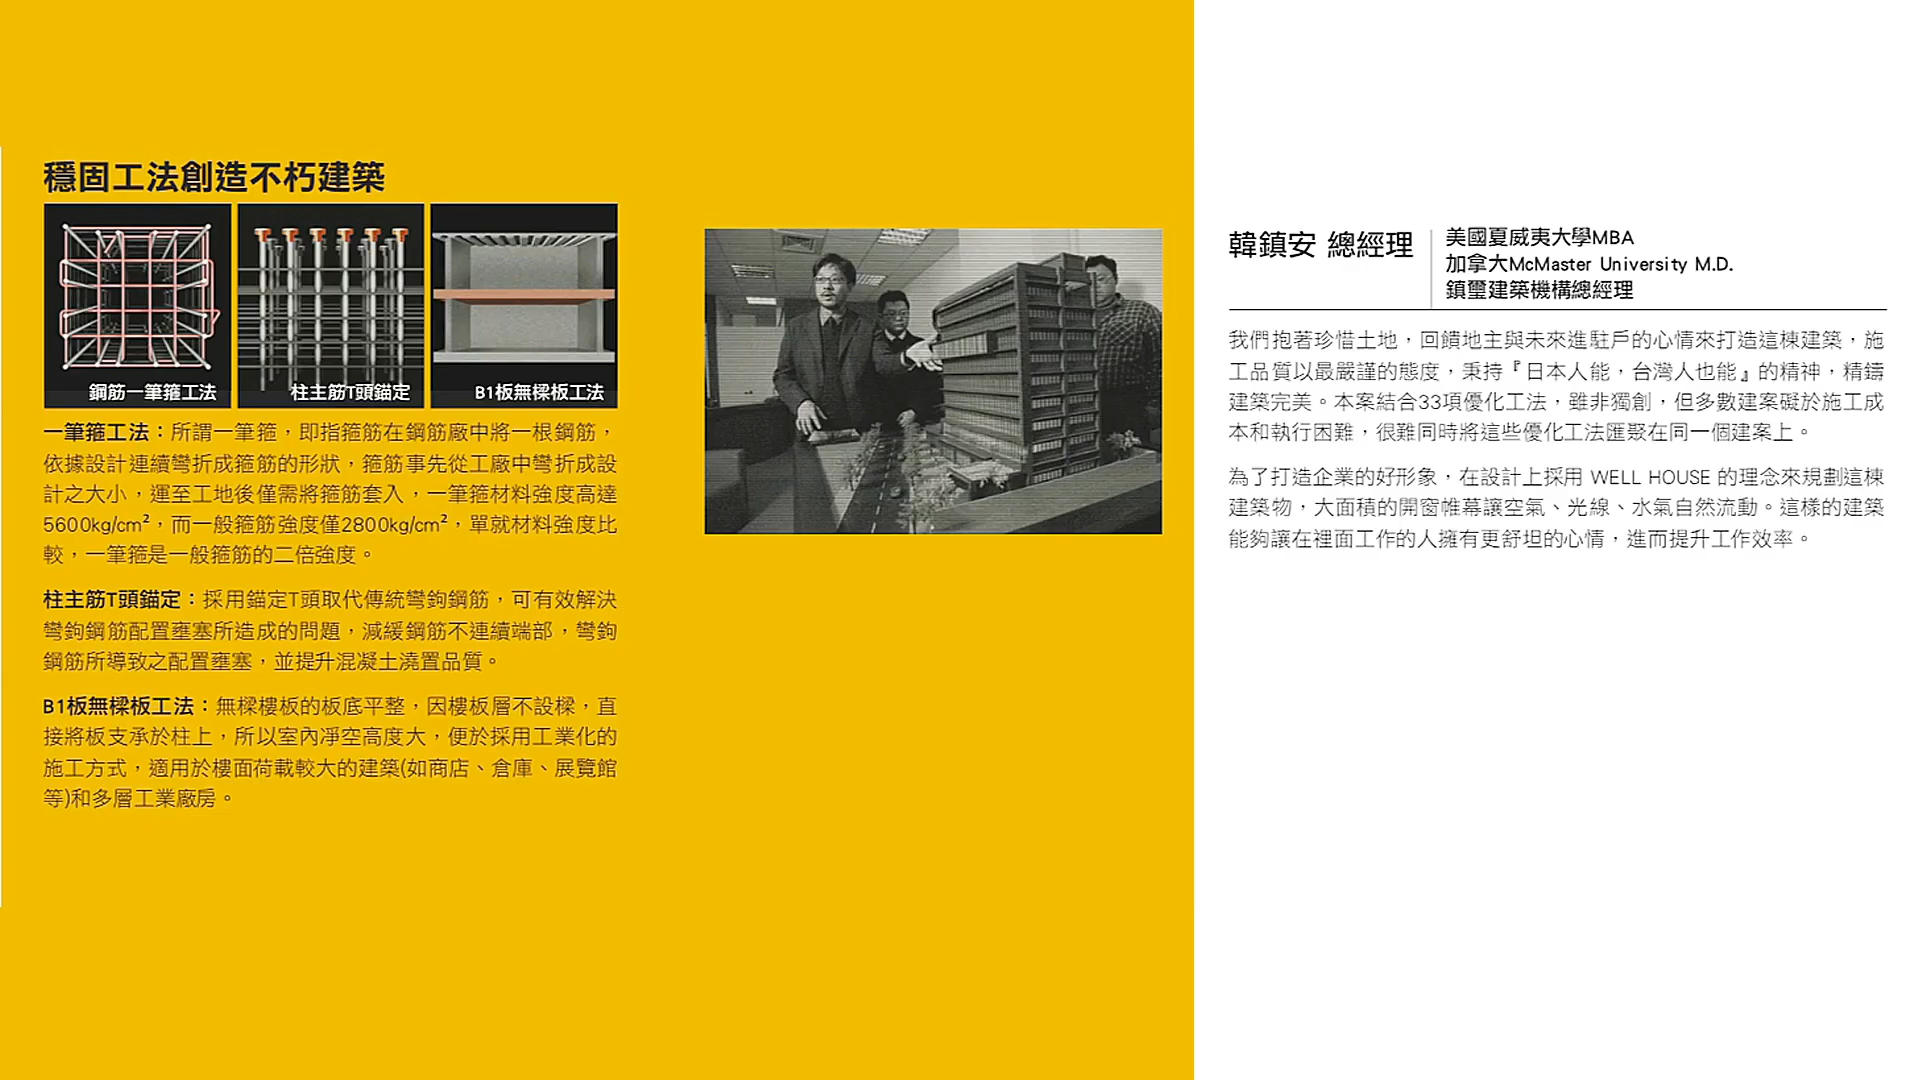 穩固工法創造不朽建築
鋼筋一筆箍工法
柱主筋T頭錨定
B1板無樑板工法
一筆箍工法：所謂一筆箍，即指箍筋在鋼筋廠中將一根鋼筋，
依據設計連續彎折成箍筋的形狀，箍筋事先從工廠中彎折成設
計之大小，運至工地後僅需將箍筋套入，一筆箍材料強度高達
5600kg/cm²，而一般箍筋強度僅2800kg/cm²，單就材料強度比
較，一筆箍是一般箍筋的二倍強度。
柱主筋T頭錨定：採用錨定T頭取代傳統彎鉤鋼筋，可有效解決
彎鉤鋼筋配置壅塞所造成的問題，減緩鋼筋不連續端部，彎鉤
鋼筋所導致之配置壅塞，並提升混凝土澆置品質。
B1板無樑板工法：無樑樓板的板底平整，因樓板層不設樑，直
接將板支承於柱上，所以室內凈空高度大，便於採用工業化的
施工方式，適用於樓面荷載較大的建築(如商店、倉庫、展覽館
等)和多層工業廠房。
韓鎮安 總經理
美國夏威夷大學MBA
加拿大McMaster University M.D.
鎮璽建築機構總經理
我們抱著珍惜土地，回饋地主與未來進駐戶的心情來打造這棟建築，施
工品質以最嚴謹的態度，秉持『日本人能，台灣人也能』的精神，精鑄
建築完美。本案結合33項優化工法，雖非獨創，但多數建案礙於施工成
本和執行困難，很難同時將這些優化工法匯聚在同一個建案上。
為了打造企業的好形象，在設計上採用 WELL HOUSE 的理念來規劃這棟
建築物，大面積的開窗帷幕讓空氣、光線、水氣自然流動。這樣的建築
能夠讓在裡面工作的人擁有更舒坦的心情，進而提升工作效率。